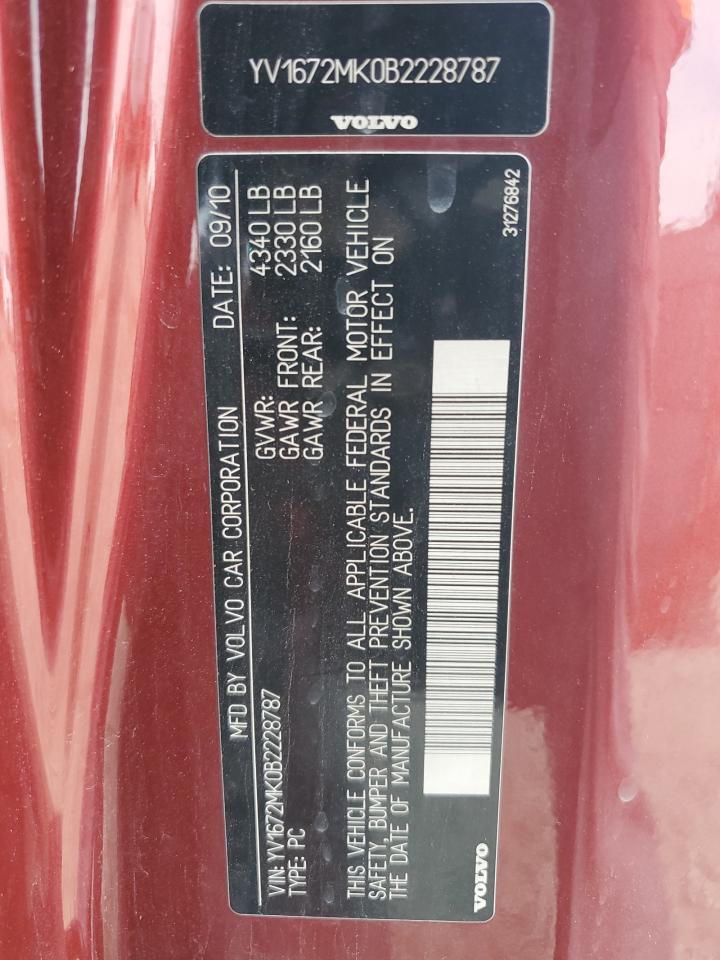 YV1672MK0B2228787
VOLVO
MFD BY VOLVO CAR CORPORATION DATE: 09/10
VIN: YV1672MK0B2228787
TYPE: PC
GVWR: 4340 LB
GAWR FRONT: 2330 LB
GAWR REAR: 2160 LB
THIS VEHICLE CONFORMS TO ALL APPLICABLE FEDERAL MOTOR VEHICLE
SAFETY, BUMPER AND THEFT PREVENTION STANDARDS IN EFFECT ON
THE DATE OF MANUFACTURE SHOWN ABOVE.
VOLVO
31276842